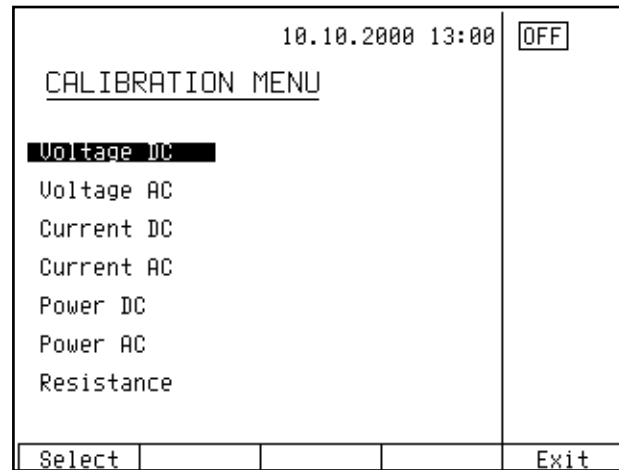 10.10.2000 13:00 OFF
CALIBRATION MENU
Voltage DC
Voltage AC
Current DC
Current AC
Power DC
Power AC
Resistance
Select Exit